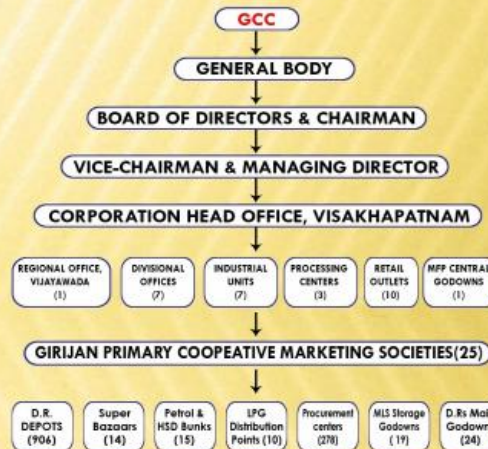 GCC
GENERAL BODY
BOARD OF DIRECTORS & CHAIRMAN
VICE-CHAIRMAN & MANAGING DIRECTOR
CORPORATION HEAD OFFICE, VISAKHAPATNAM
REGIONAL OFFICE,
VIJAYAWADA
(1)
DIVISIONAL
OFFICES
(7)
INDUSTRIAL
UNITS
(7)
PROCESSING
CENTERS
(3)
RETAIL
OUTLETS
(10)
MFP CENTRAL
GODOWNS
(1)
GIRIJAN PRIMARY COOPEATIVE MARKETING SOCIETIES(25)
D.R.
DEPOTS
(906)
Super
Bazaars
(14)
Petrol &
HSD Bunks
(15)
LPG
Distribution
Points (10)
Procurement
centers
(278)
MLS Storage
Godowns
(19)
D.Rs Mai
Godown
(24)